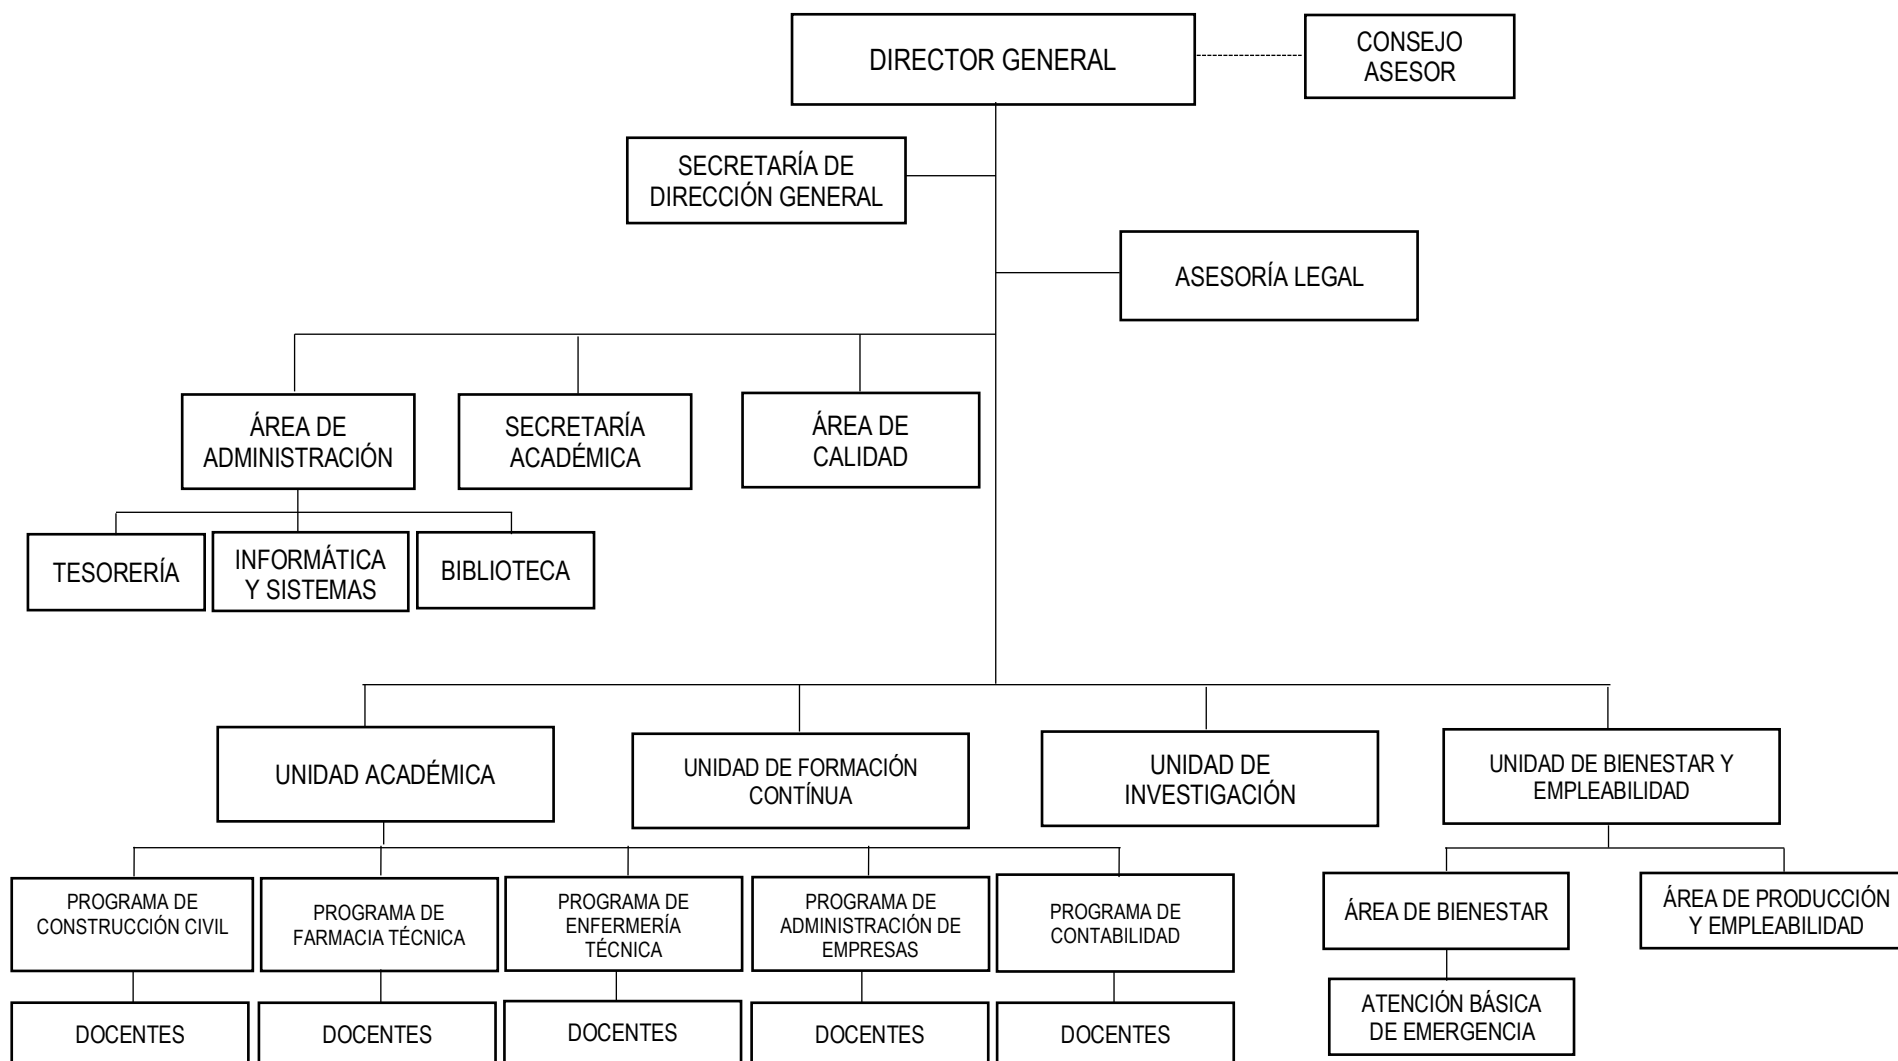 DIRECTOR GENERAL
CONSEJO
ASESOR
SECRETARÍA DE
DIRECCIÓN GENERAL
ASESORÍA LEGAL
ÁREA DE
ADMINISTRACIÓN
SECRETARÍA
ACADÉMICA
ÁREA DE
CALIDAD
TESORERÍA
INFORMÁTICA
Y SISTEMAS
BIBLIOTECA
UNIDAD ACADÉMICA
UNIDAD DE FORMACIÓN
CONTÍNUA
UNIDAD DE
INVESTIGACIÓN
UNIDAD DE BIENESTAR Y
EMPLEABILIDAD
PROGRAMA DE
CONSTRUCCIÓN CIVIL
PROGRAMA DE
FARMACIA TÉCNICA
PROGRAMA DE
ENFERMERÍA
TÉCNICA
PROGRAMA DE
ADMINISTRACIÓN DE
EMPRESAS
PROGRAMA DE
CONTABILIDAD
ÁREA DE BIENESTAR
ÁREA DE PRODUCCIÓN
Y EMPLEABILIDAD
DOCENTES
DOCENTES
DOCENTES
DOCENTES
DOCENTES
ATENCIÓN BÁSICA
DE EMERGENCIA